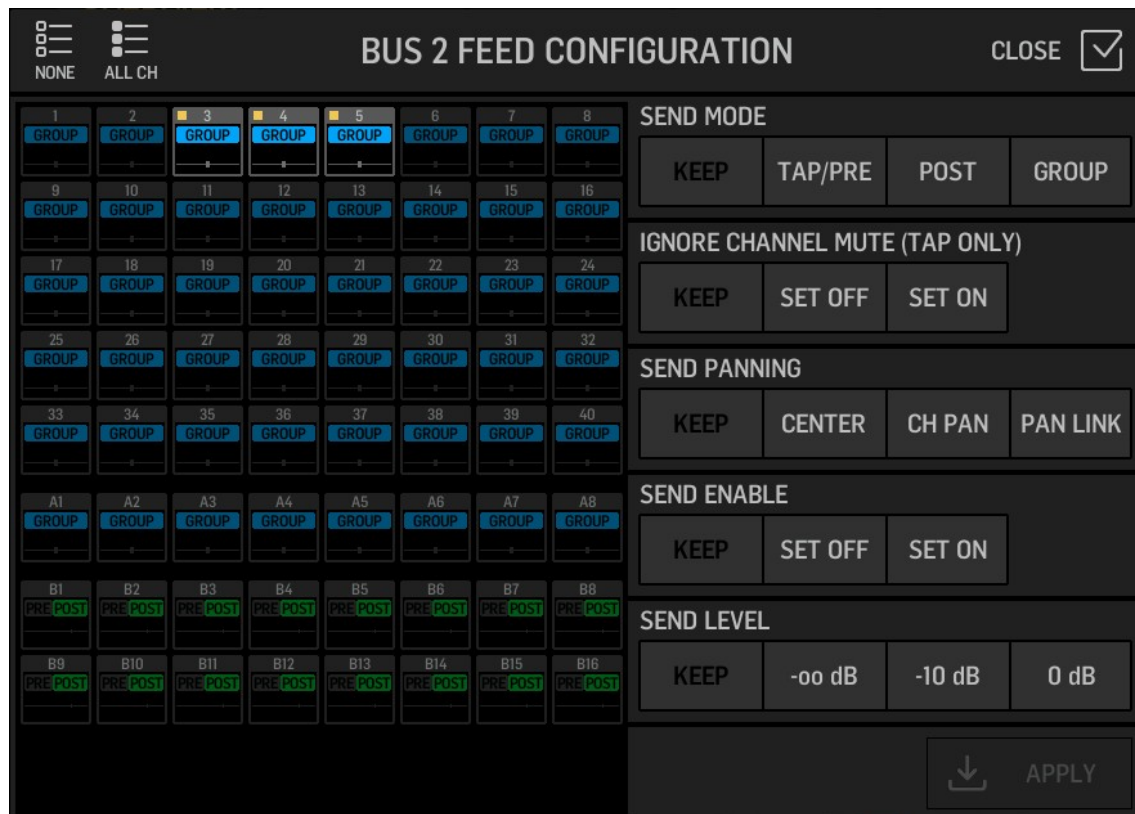 NONE ALL CH BUS 2 FEED CONFIGURATION CLOSE
1 2 3 4 5 6 7 8
GROUP GROUP GROUP GROUP GROUP GROUP GROUP GROUP
9 10 11 12 13 14 15 16
GROUP GROUP GROUP GROUP GROUP GROUP GROUP GROUP
17 18 19 20 21 22 23 24
GROUP GROUP GROUP GROUP GROUP GROUP GROUP GROUP
25 26 27 28 29 30 31 32
GROUP GROUP GROUP GROUP GROUP GROUP GROUP GROUP
33 34 35 36 37 38 39 40
GROUP GROUP GROUP GROUP GROUP GROUP GROUP GROUP
A1 A2 A3 A4 A5 A6 A7 A8
GROUP GROUP GROUP GROUP GROUP GROUP GROUP GROUP
B1 B2 B3 B4 B5 B6 B7 B8
PRE POST PRE POST PRE POST PRE POST PRE POST PRE POST PRE POST PRE POST
B9 B10 B11 B12 B13 B14 B15 B16
PRE POST PRE POST PRE POST PRE POST PRE POST PRE POST PRE POST PRE POST
SEND MODE
KEEP TAP/PRE POST GROUP
IGNORE CHANNEL MUTE (TAP ONLY)
KEEP SET OFF SET ON
SEND PANNING
KEEP CENTER CH PAN PAN LINK
SEND ENABLE
KEEP SET OFF SET ON
SEND LEVEL
KEEP -oo dB -10 dB 0 dB
APPLY